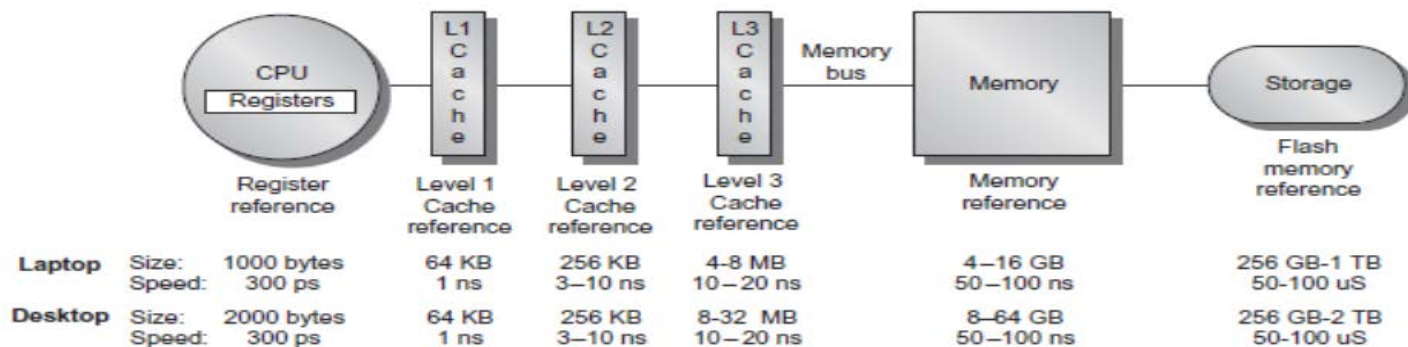 CPU
Registers
L1
C
a
c
h
e
L2
C
a
c
h
e
L3
C
a
c
h
e
Memory
bus
Memory
Storage
Register
reference
Level 1
Cache
reference
Level 2
Cache
reference
Level 3
Cache
reference
Memory
reference
Flash
memory
reference
Laptop Size: 1000 bytes 64 KB 256 KB 4-8 MB 4–16 GB 256 GB-1 TB
Speed: 300 ps 1 ns 3–10 ns 10–20 ns 50–100 ns 50-100 uS
Desktop Size: 2000 bytes 64 KB 256 KB 8-32 MB 8–64 GB 256 GB-2 TB
Speed: 300 ps 1 ns 3–10 ns 10–20 ns 50–100 ns 50-100 uS